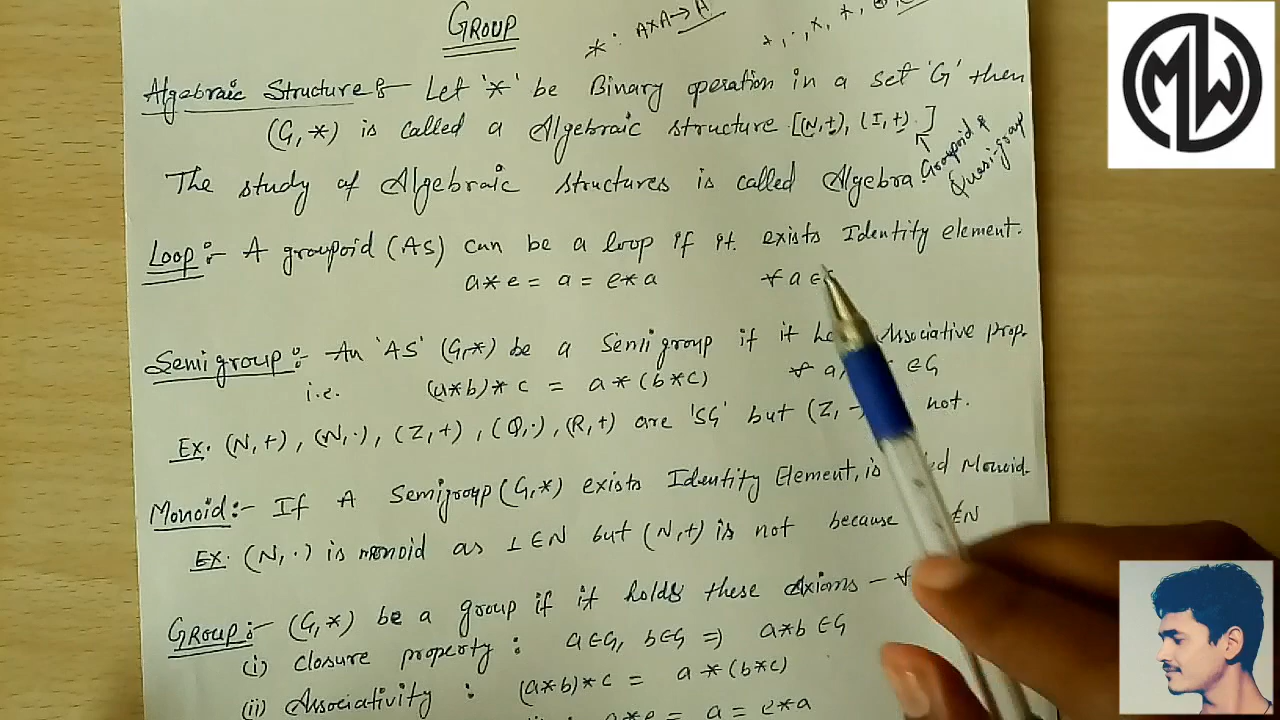 GROUP
* : A×A→A
Algebraic Structure :- Let '*' be Binary operation in a set 'G' then
(G, *) is called a Algebraic structure [(N,+), (I,+).]
↑ Groupoid & Quasi-group
The study of Algebraic structures is called Algebra.
Loop :- A groupoid (AS) can be a loop if it exists Identity element.
a*e = a = e*a ∀ a ∈
Semigroup :- An 'AS' (G,*) be a Semigroup if it Associative prop.
i.e. (a*b)*c = a*(b*c) ∀ a, ∈G
Ex. (N,+), (N,·), (Z,+), (Q,·), (R,+) are 'SG' but (Z, not.
Monoid :- If A Semigroup (G,*) exists Identity Element, is Monoid.
EX. (N, ·) is monoid as 1 ∈N but (N,+) is not because ∉N
GROUP :- (G,*) be a group if it holds these Axioms - ∀
(i) Closure property : a∈G, b∈G ⇒ a*b ∈G
(ii) Associativity : (a*b)*c = a*(b*c)
a*e = a = e*a
MW